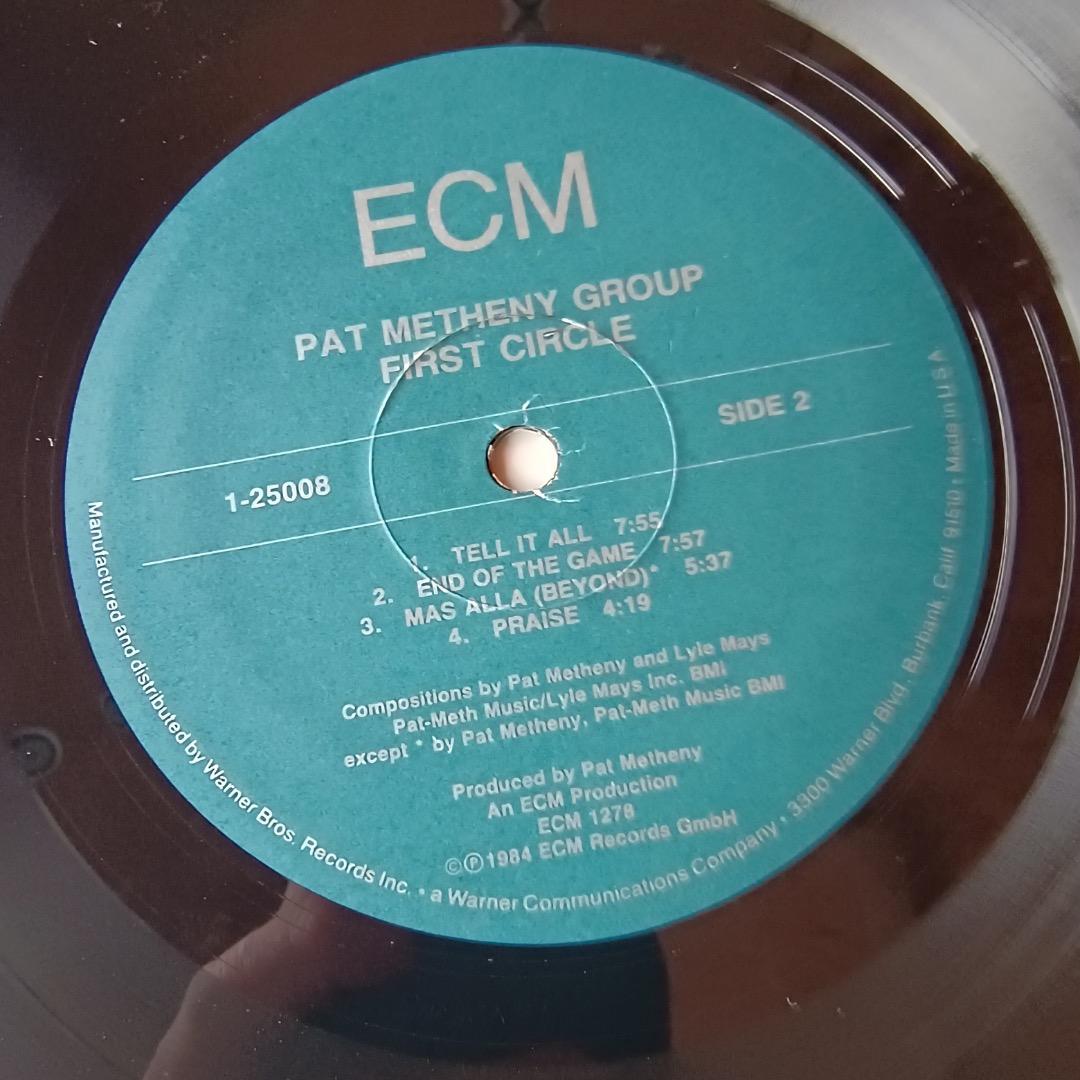 ECM
PAT METHENY GROUP
FIRST CIRCLE
SIDE 2
1-25008
1. TELL IT ALL 7:55
2. END OF THE GAME 7:57
3. MAS ALLA (BEYOND)* 5:37
4. PRAISE 4:19
Compositions by Pat Metheny and Lyle Mays
Pat-Meth Music/Lyle Mays Inc. BMI
except * by Pat Metheny, Pat-Meth Music BMI
Produced by Pat Metheny
An ECM Production
ECM 1278
©℗1984 ECM Records GmbH
Manufactured and distributed by Warner Bros. Records Inc. • a Warner Communications Company • 3300 Warner Blvd., Burbank, Calif. 91510 • Made in U.S.A.